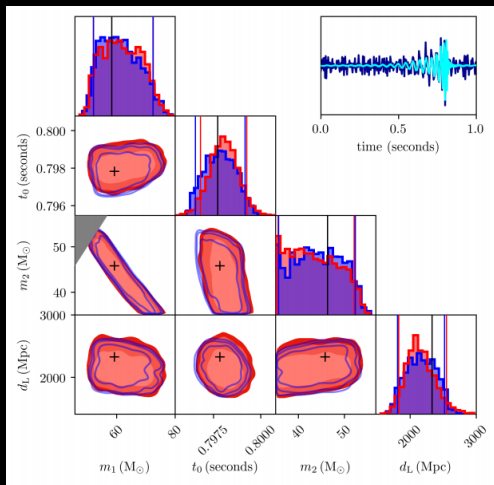 0.0 0.5 1.0
time (seconds)
0.800
0.798
0.796
t₀ (seconds)
50
40
m₂ (M⊙)
3000
2000
d_L (Mpc)
60 80
0.7975 0.8000
40 50
2000 3000
m₁ (M⊙) t₀ (seconds) m₂ (M⊙) d_L (Mpc)